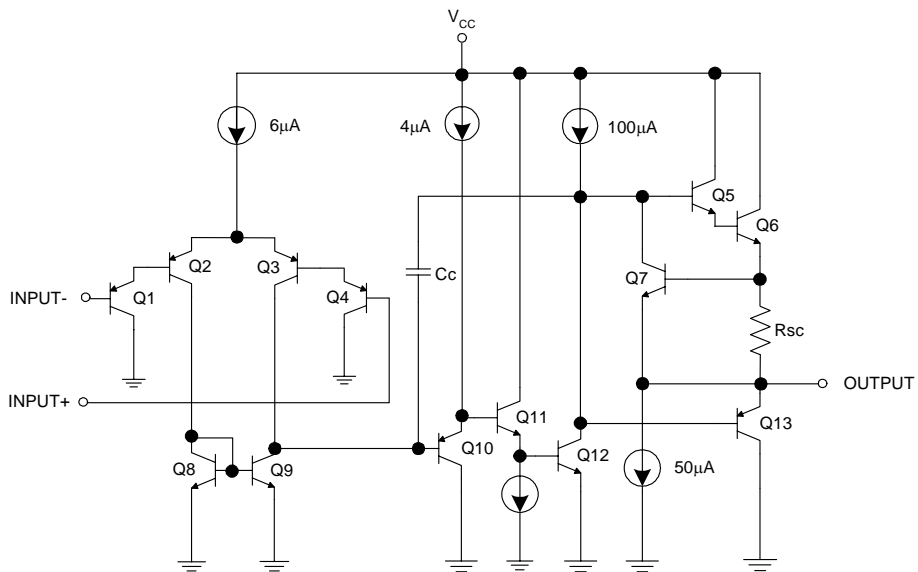 VCC
6μA
4μA
100μA
Q5
Q6
Q2
Q3
Cc
Q7
INPUT-
Q1
Q4
Rsc
OUTPUT
INPUT+
Q11
Q13
Q10
Q12
Q8
Q9
50μA